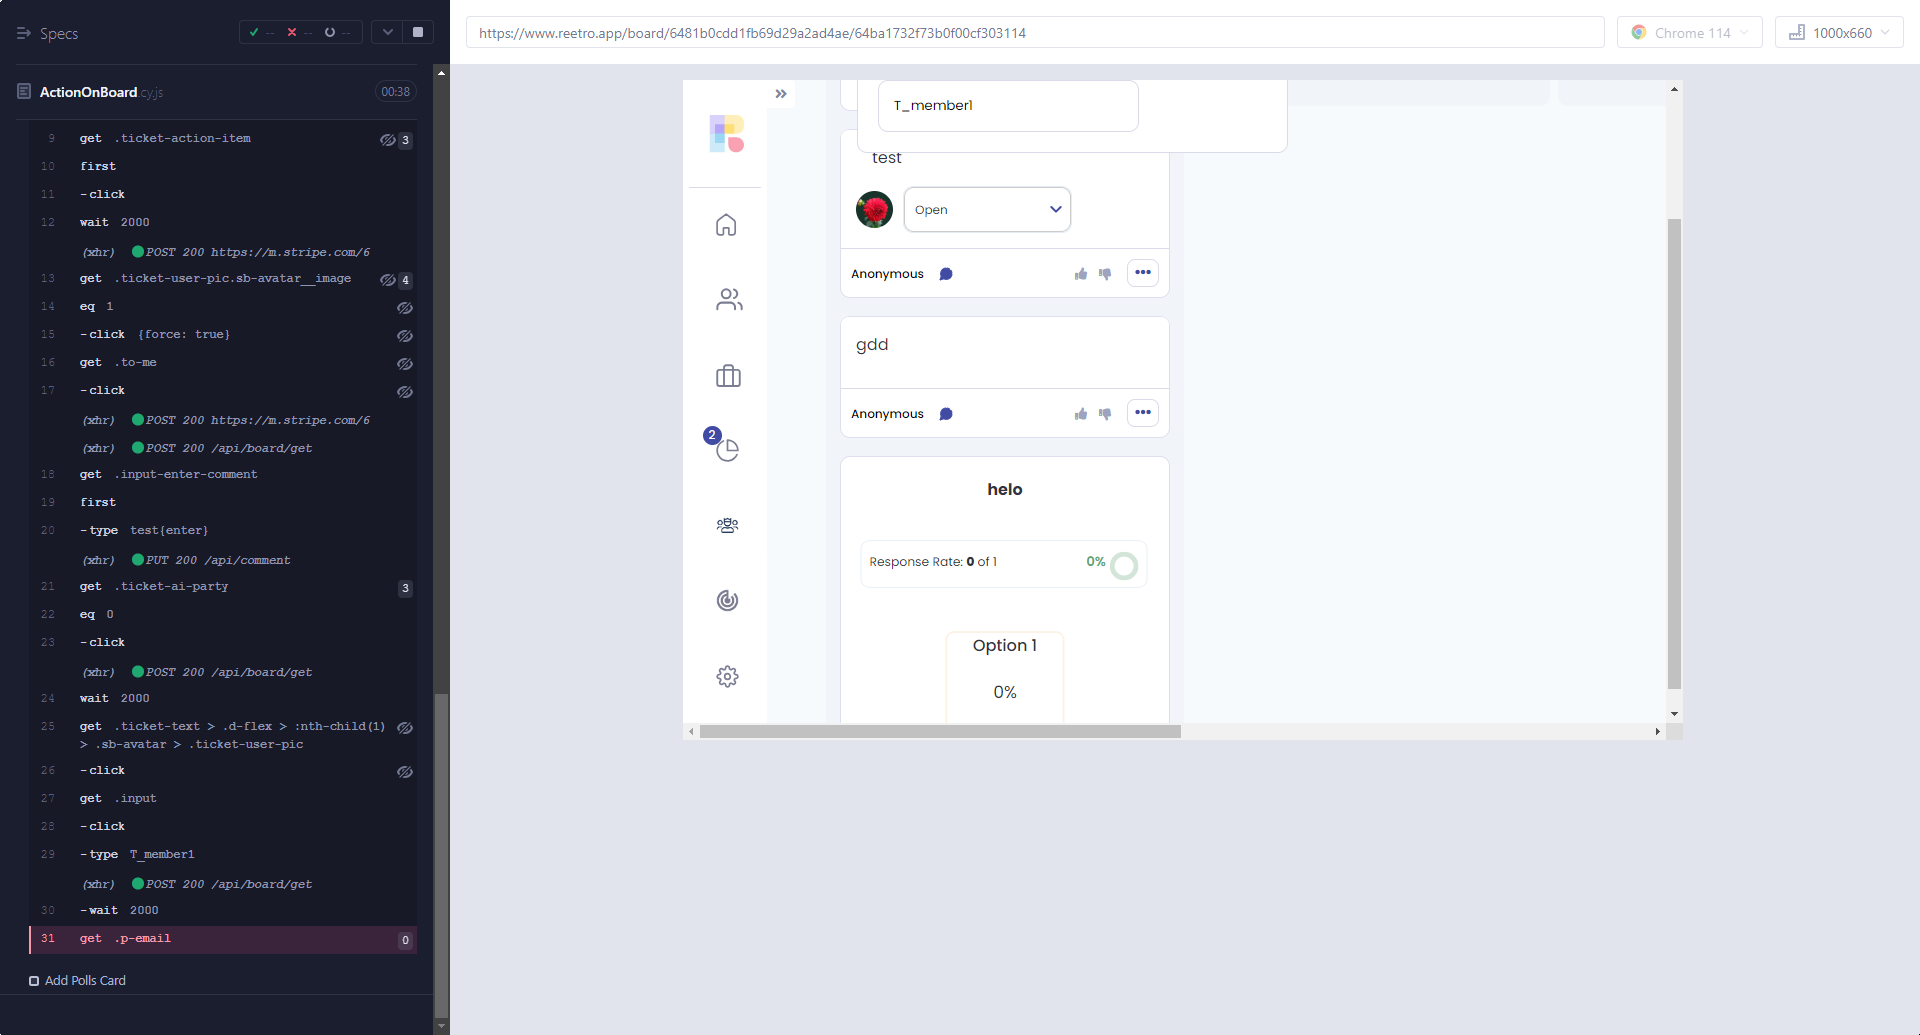 Specs
-- -- --
ActionOnBoard cy.js 00:38
9 get .ticket-action-item 3
10 first
11 -click
12 wait 2000
(xhr) POST 200 https://m.stripe.com/6
13 get .ticket-user-pic.sb-avatar__image 4
14 eq 1
15 -click {force: true}
16 get .to-me
17 -click
(xhr) POST 200 https://m.stripe.com/6
(xhr) POST 200 /api/board/get
18 get .input-enter-comment
19 first
20 -type test{enter}
(xhr) PUT 200 /api/comment
21 get .ticket-ai-party 3
22 eq 0
23 -click
(xhr) POST 200 /api/board/get
24 wait 2000
25 get .ticket-text > .d-flex > :nth-child(1)
> .sb-avatar > .ticket-user-pic
26 -click
27 get .input
28 -click
29 -type T_member1
(xhr) POST 200 /api/board/get
30 -wait 2000
31 get .p-email 0
Add Polls Card
https://www.reetro.app/board/6481b0cdd1fb69d29a2ad4ae/64ba1732f73b0f00cf303114
Chrome 114
1000x660
2
T_member1
test
Open
Anonymous
gdd
Anonymous
helo
Response Rate: 0 of 1 0%
Option 1
0%